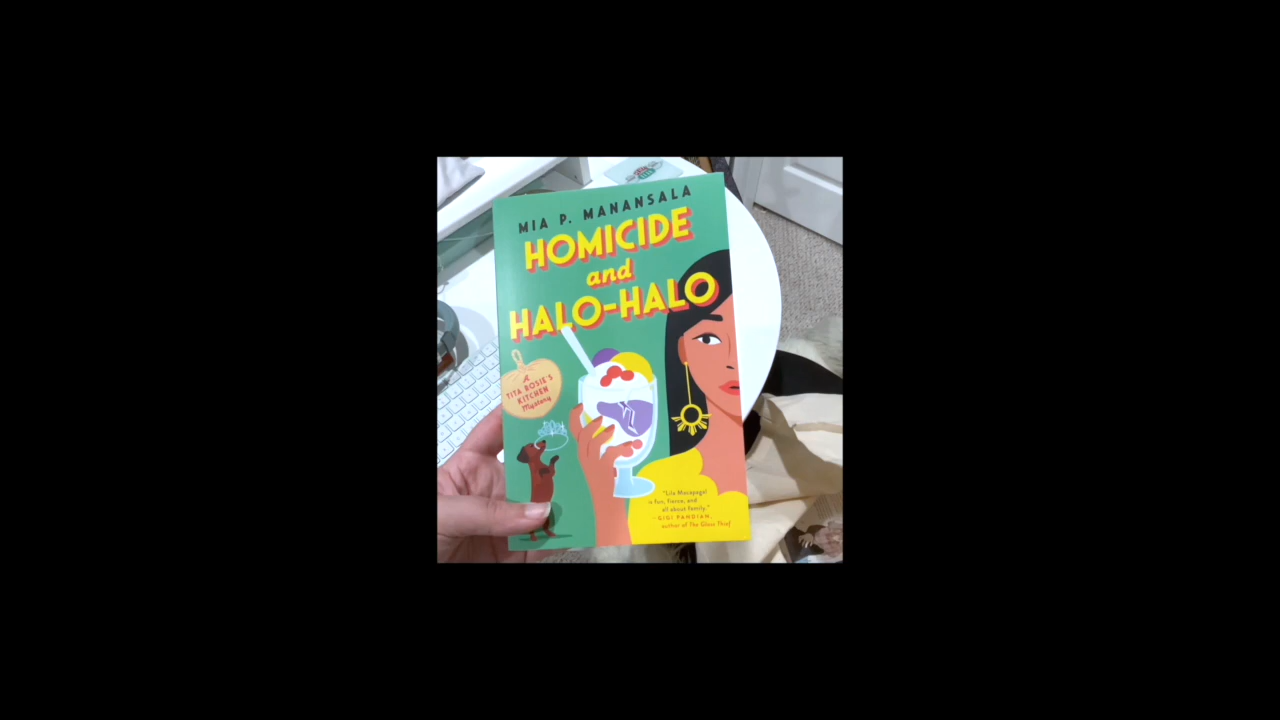 MIA P. MANANSALA
HOMICIDE
and
HALO-HALO
A
TITA ROSIE'S
KITCHEN
Mystery
"Lila Macapagal
is fun, fierce, and
all about family."
—GIGI PANDIAN,
author of The Glass Thief